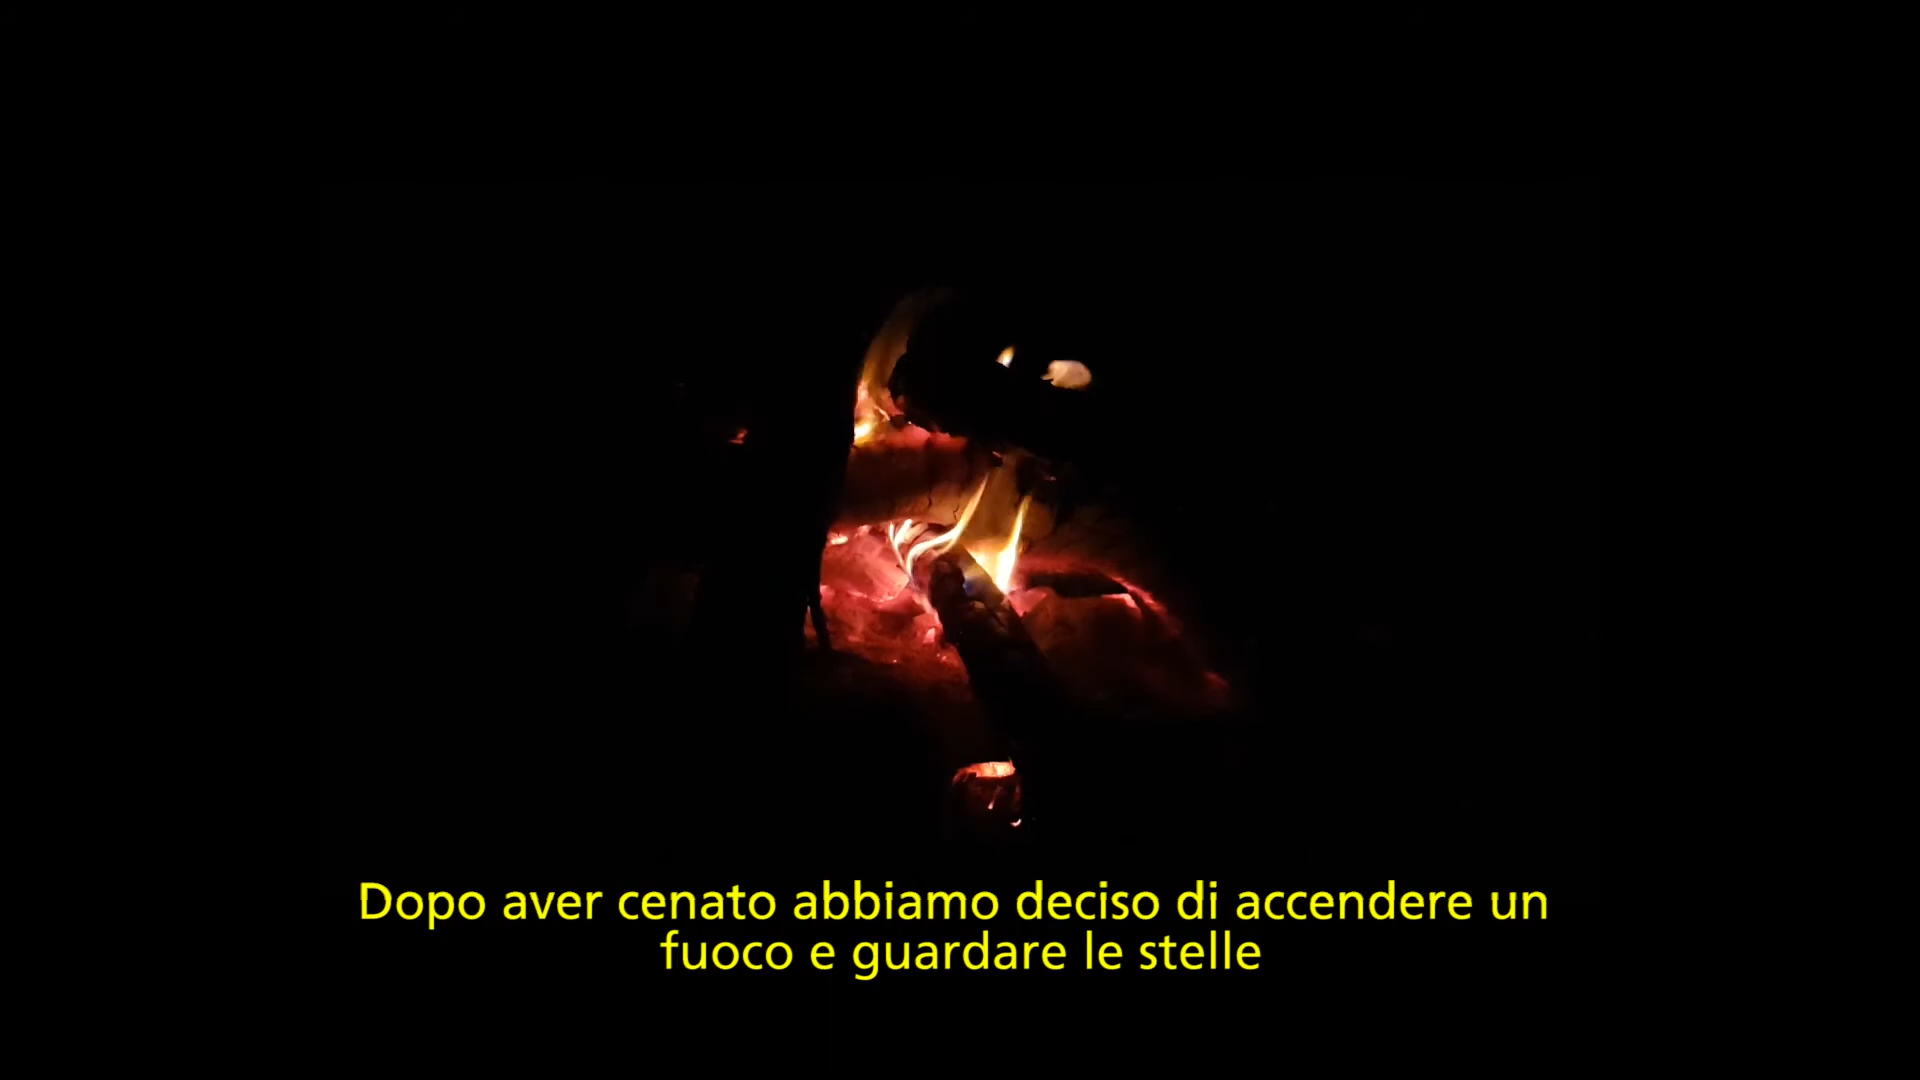 Dopo aver cenato abbiamo deciso di accendere un
fuoco e guardare le stelle